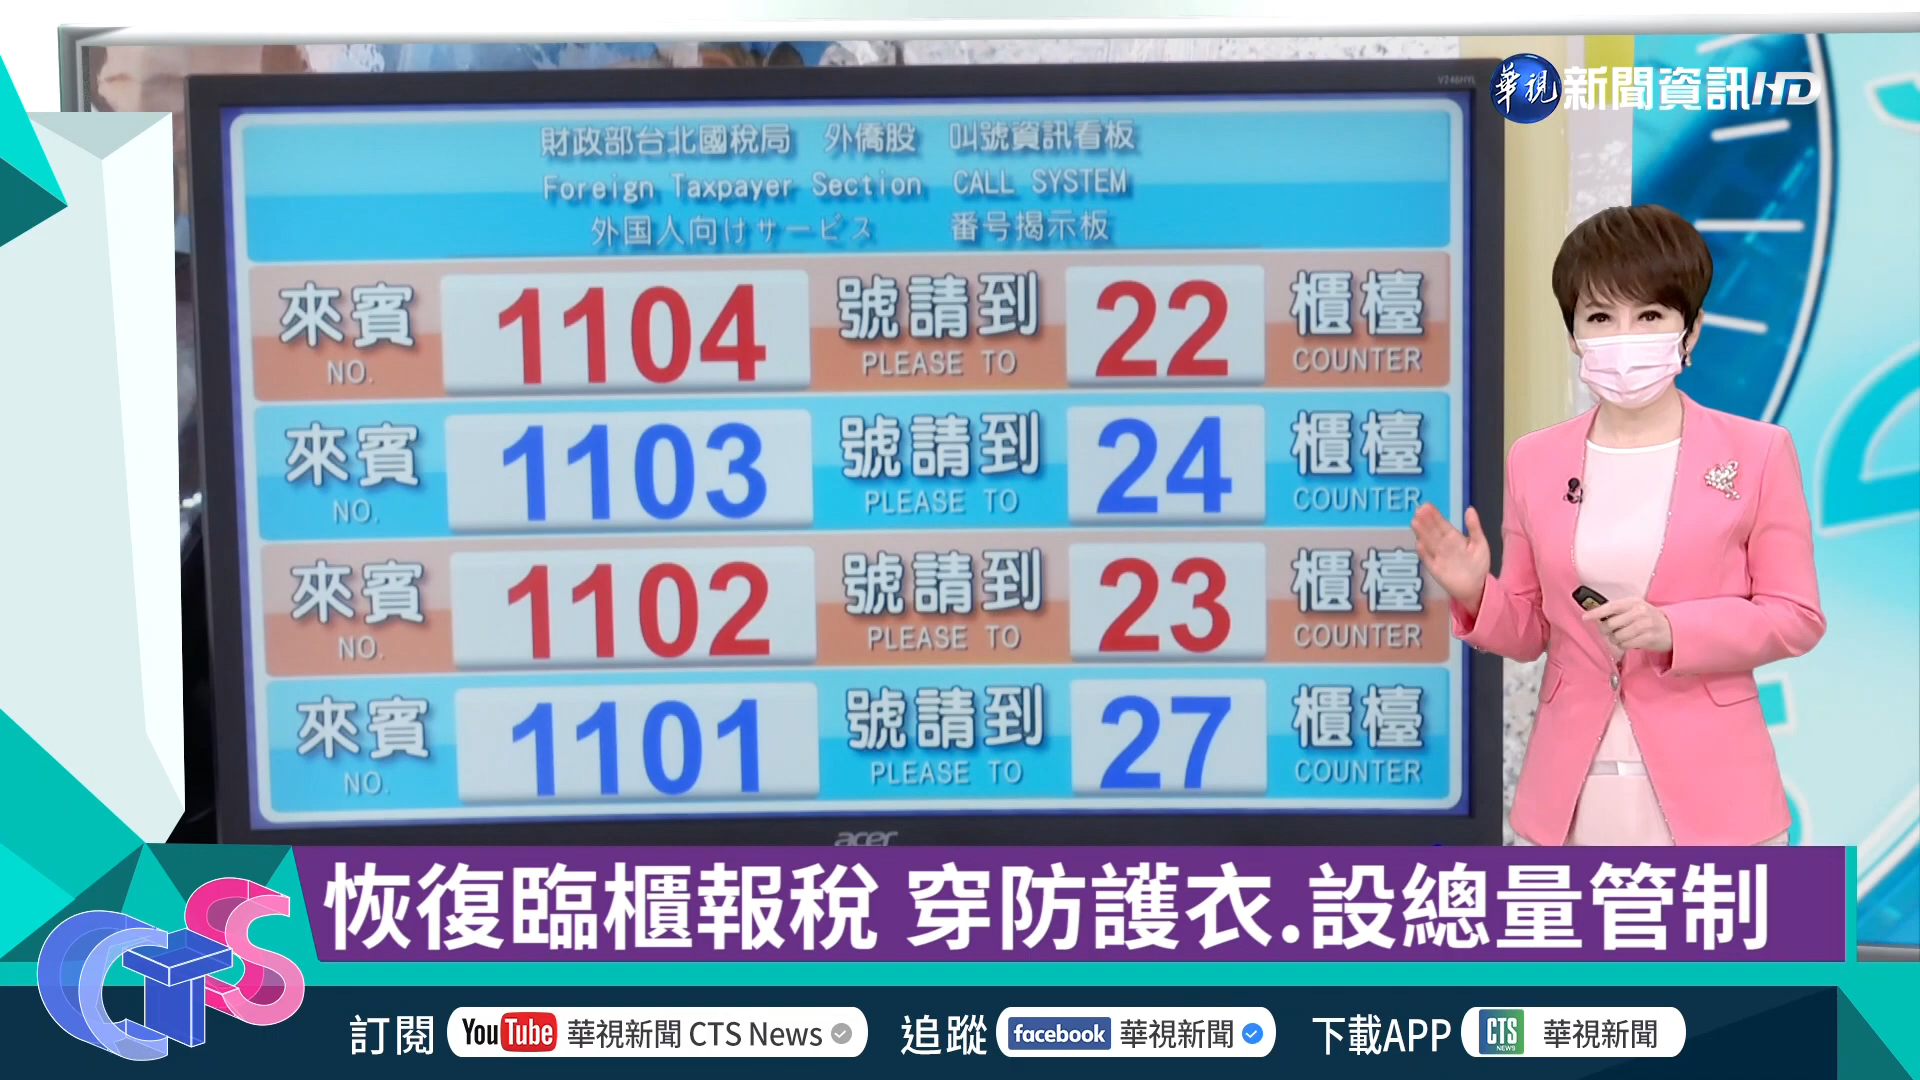 華視 新聞資訊HD
V246HYL
財政部台北國稅局 外僑股 叫號資訊看板
Foreign Taxpayer Section CALL SYSTEM
外国人向けサービス 番号揭示板
來賓 1104 號請到 22 櫃檯
NO. PLEASE TO COUNTER
來賓 1103 號請到 24 櫃檯
NO. PLEASE TO COUNTER
來賓 1102 號請到 23 櫃檯
NO. PLEASE TO COUNTER
來賓 1101 號請到 27 櫃檯
NO. PLEASE TO COUNTER
acer
恢復臨櫃報稅 穿防護衣.設總量管制
CTS
訂閱 YouTube 華視新聞 CTS News 追蹤 facebook 華視新聞 下載APP CTS NEWS 華視新聞